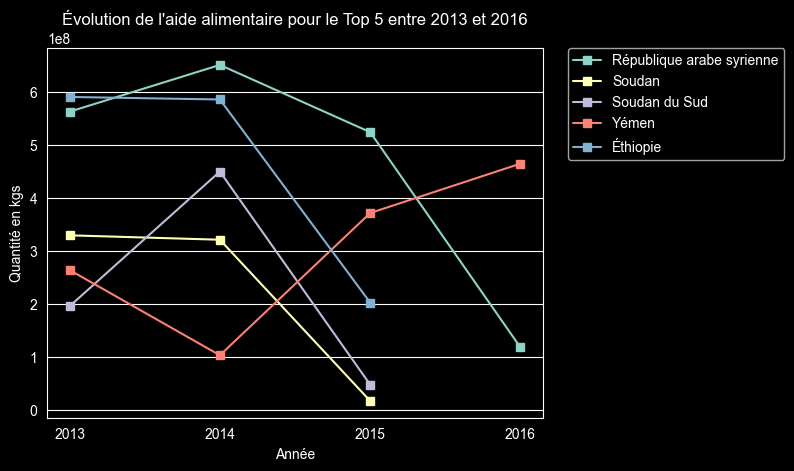 Évolution de l'aide alimentaire pour le Top 5 entre 2013 et 2016
1e8
6
5
4
3
2
1
0
Quantité en kgs
2013 2014 2015 2016
Année
République arabe syrienne
Soudan
Soudan du Sud
Yémen
Éthiopie